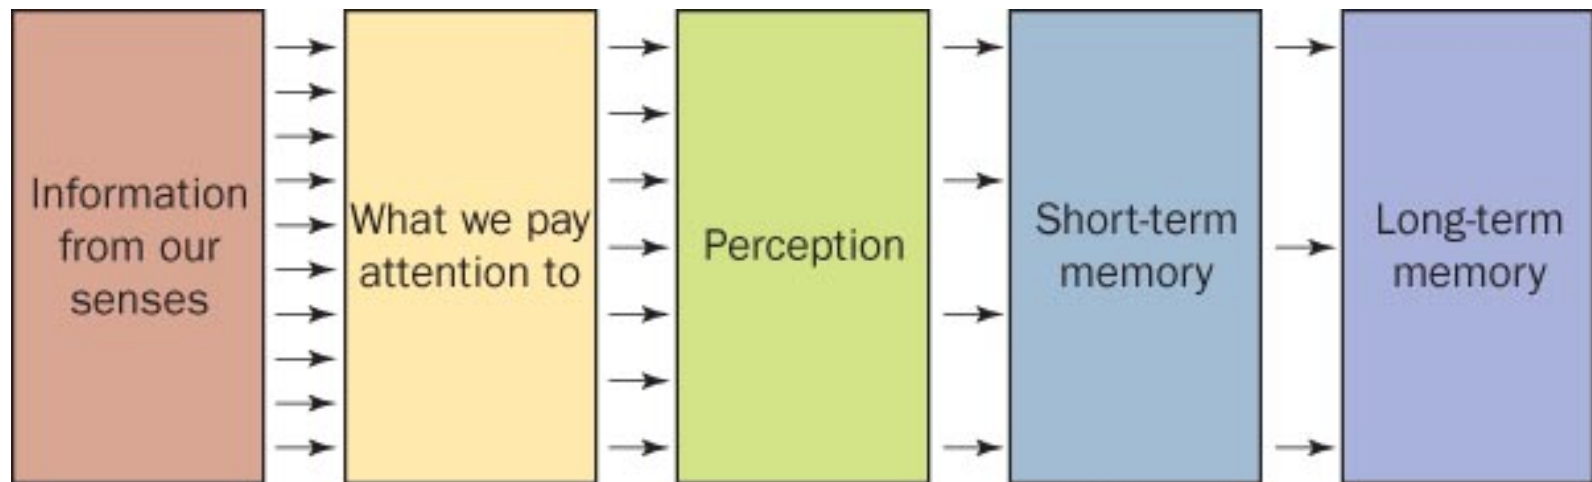 Information
from our
senses
What we pay
attention to
Perception
Short-term
memory
Long-term
memory